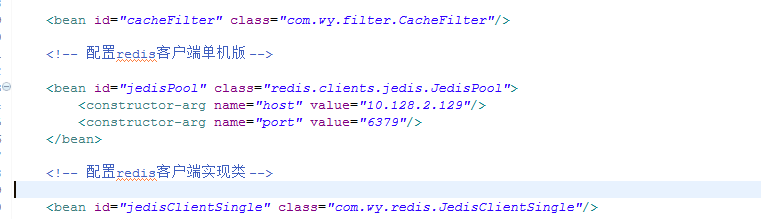 <bean id="cacheFilter" class="com.wy.filter.CacheFilter"/>
<!-- 配置redis客户端单机版 -->
<bean id="jedisPool" class="redis.clients.jedis.JedisPool">
<constructor-arg name="host" value="10.128.2.129"/>
<constructor-arg name="port" value="6379"/>
</bean>
<!-- 配置redis客户端实现类 -->
<bean id="jedisClientSingle" class="com.wy.redis.JedisClientSingle"/>